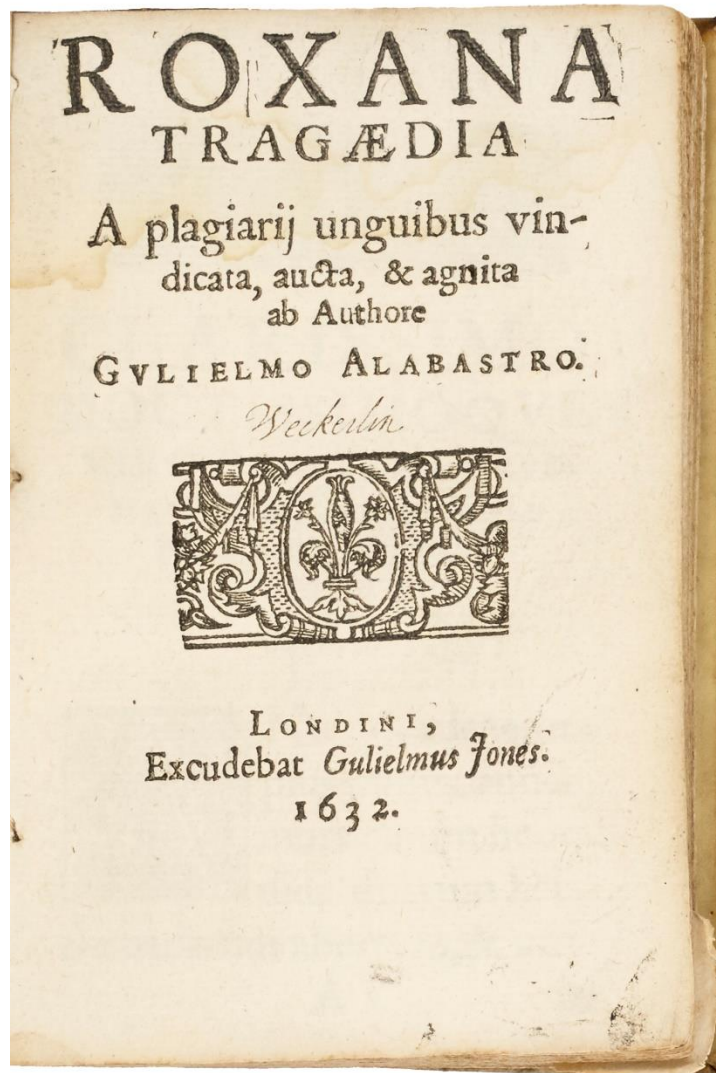 ROXANA
TRAGÆDIA
A plagiarij unguibus vin-
dicata, aucta, & agnita
ab Authore
GVLIELMO ALABASTRO.
Weckerlin
LONDINI,
Excudebat Gulielmus Jones.
1632.